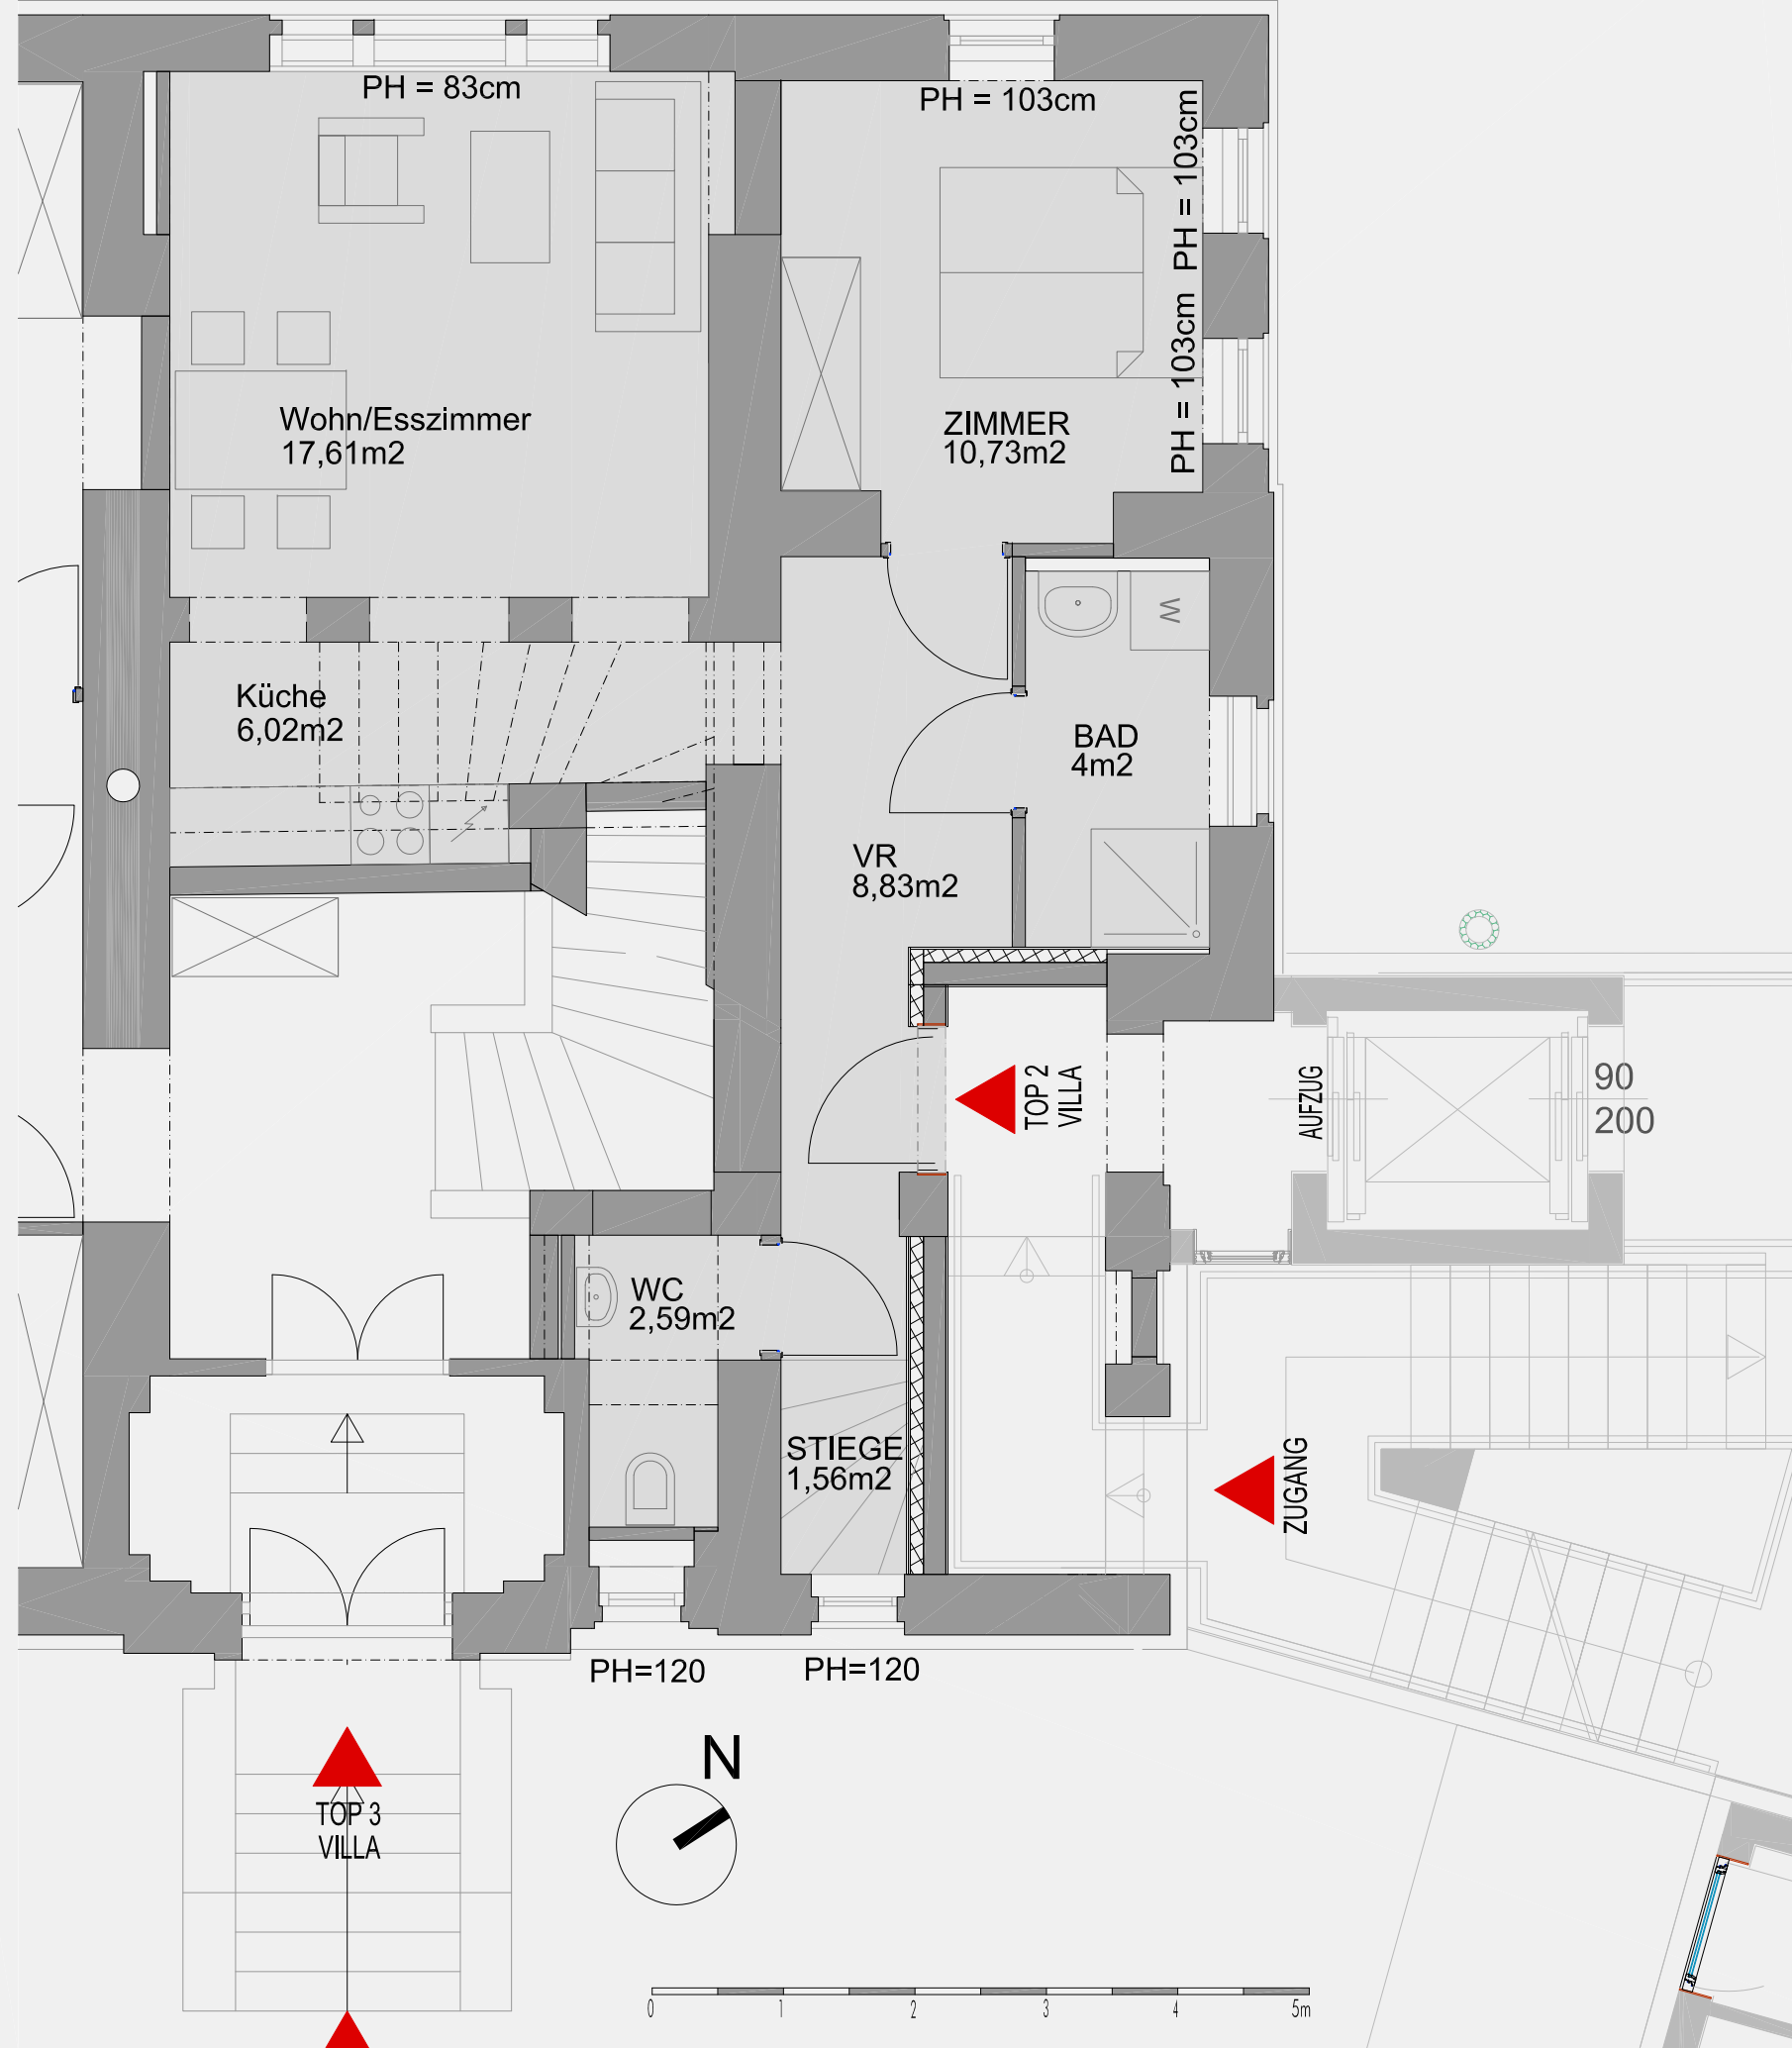 PH = 83cm
PH = 103cm
PH = 103cm
PH = 103cm
Wohn/Esszimmer
17,61m2
ZIMMER
10,73m2
W
Küche
6,02m2
BAD
4m2
VR
8,83m2
TOP 2
VILLA
AUFZUG
90
200
WC
2,59m2
STIEGE
1,56m2
ZUGANG
PH=120
PH=120
N
TOP 3
VILLA
0 1 2 3 4 5m